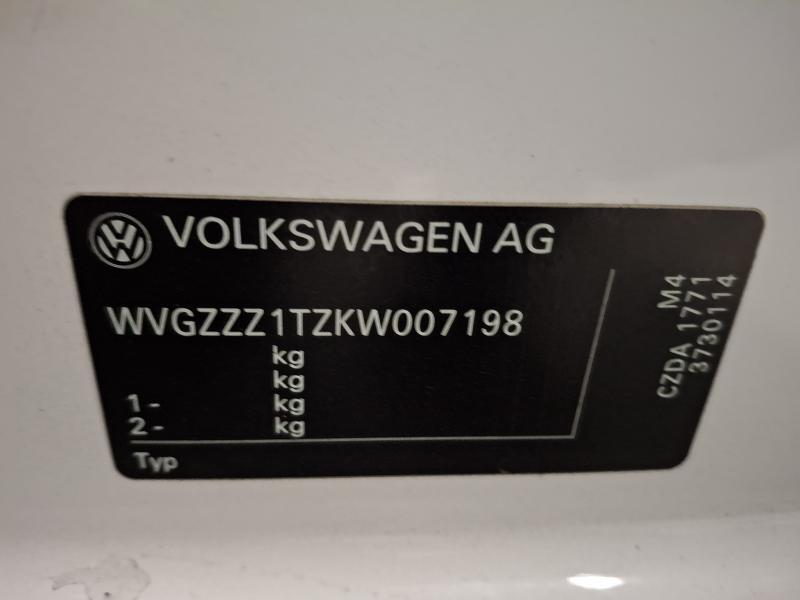 VOLKSWAGEN AG
WVGZZZ1TZKW007198
kg
kg
1 - kg
2 - kg
Typ
M4
CZDA 1771
3730114